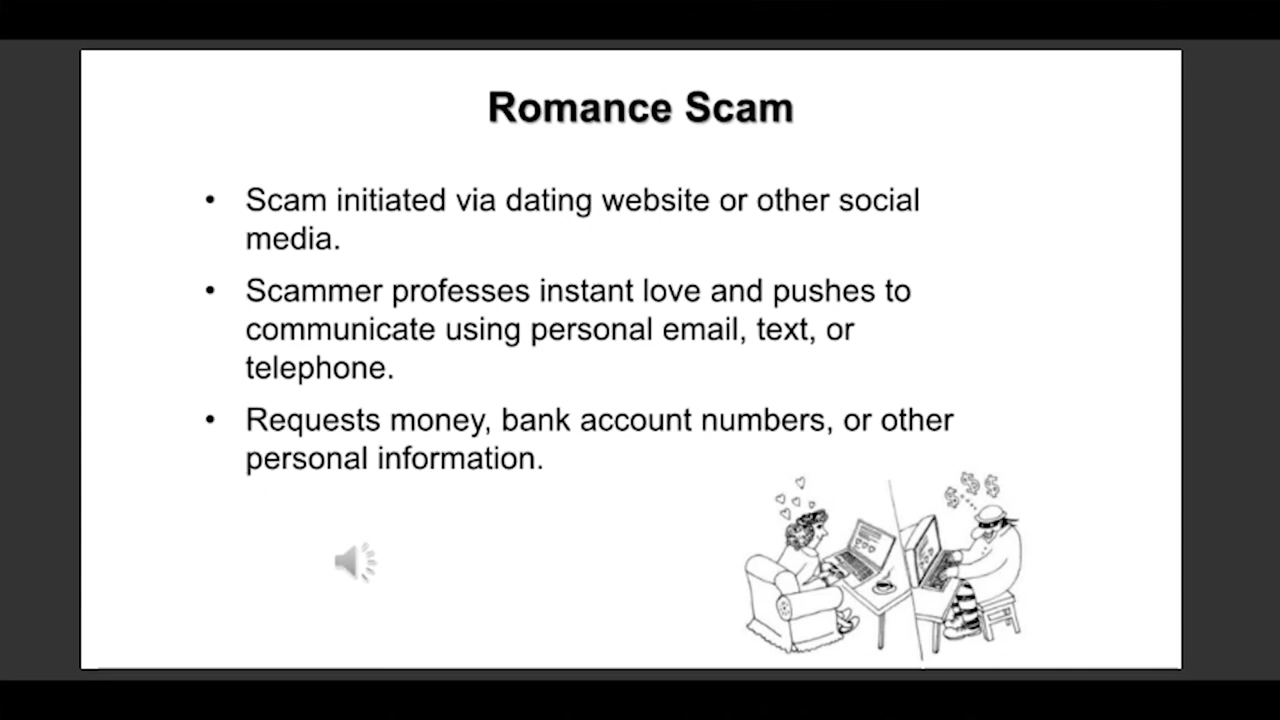 Romance Scam
• Scam initiated via dating website or other social
media.
• Scammer professes instant love and pushes to
communicate using personal email, text, or
telephone.
• Requests money, bank account numbers, or other
personal information.
$ $ $